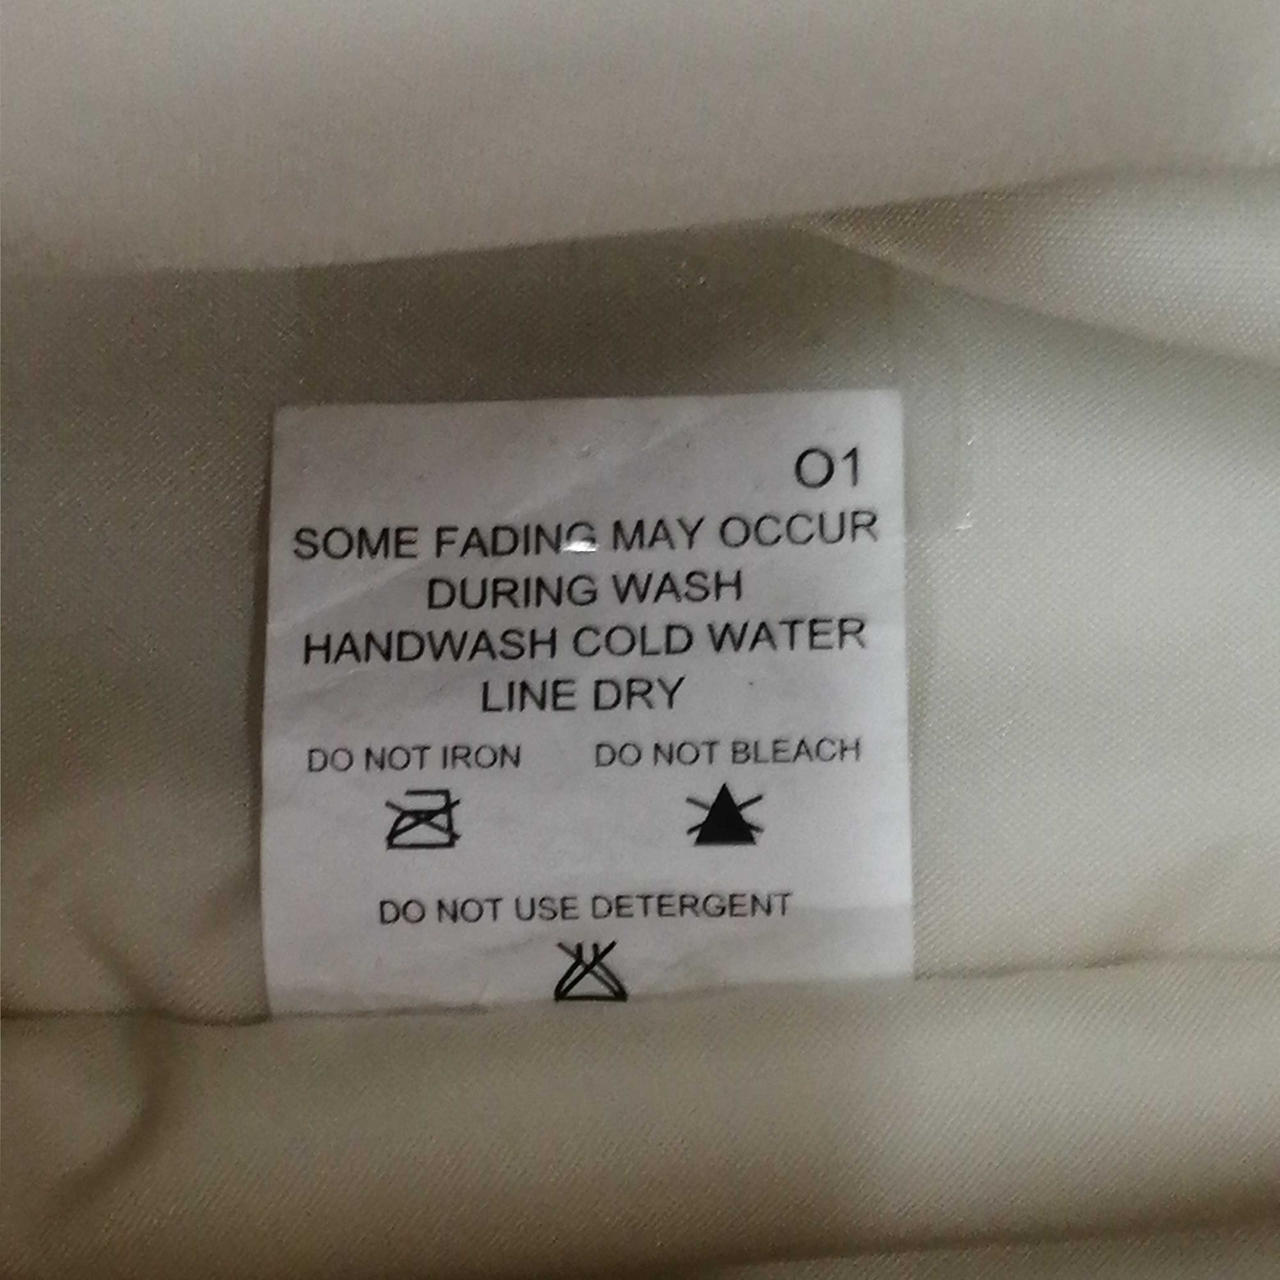 O1
SOME FADING MAY OCCUR
DURING WASH
HANDWASH COLD WATER
LINE DRY
DO NOT IRON DO NOT BLEACH
DO NOT USE DETERGENT